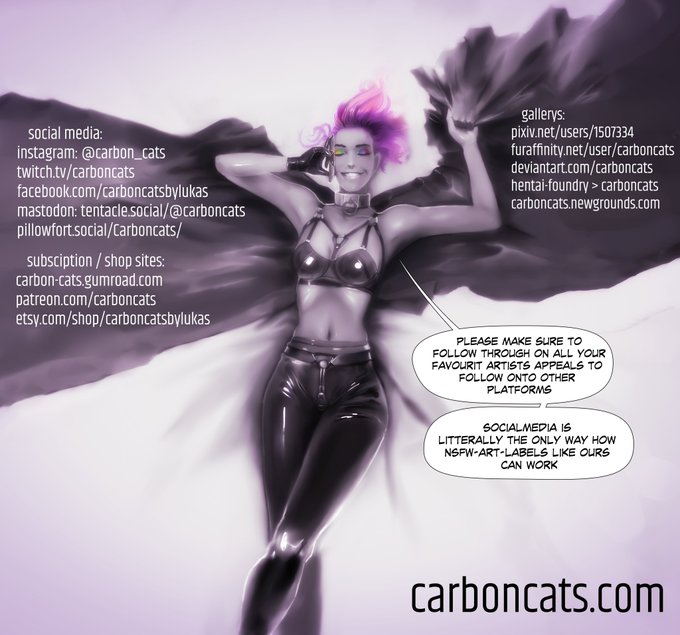 social media:
instagram: @carbon_cats
twitch.tv/carboncats
facebook.com/carboncatsbylukas
mastodon: tentacle.social/@carboncats
pillowfort.social/Carboncats/
subsciption / shop sites:
carbon-cats.gumroad.com
patreon.com/carboncats
etsy.com/shop/carboncatsbylukas
gallerys:
pixiv.net/users/1507334
furaffinity.net/user/carboncats
deviantart.com/carboncats
hentai-foundry > carboncats
carboncats.newgrounds.com
PLEASE MAKE SURE TO
FOLLOW THROUGH ON ALL YOUR
FAVOURIT ARTISTS APPEALS TO
FOLLOW ONTO OTHER
PLATFORMS
SOCIALMEDIA IS
LITTERALLY THE ONLY WAY HOW
NSFW-ART-LABELS LIKE OURS
CAN WORK
carboncats.com